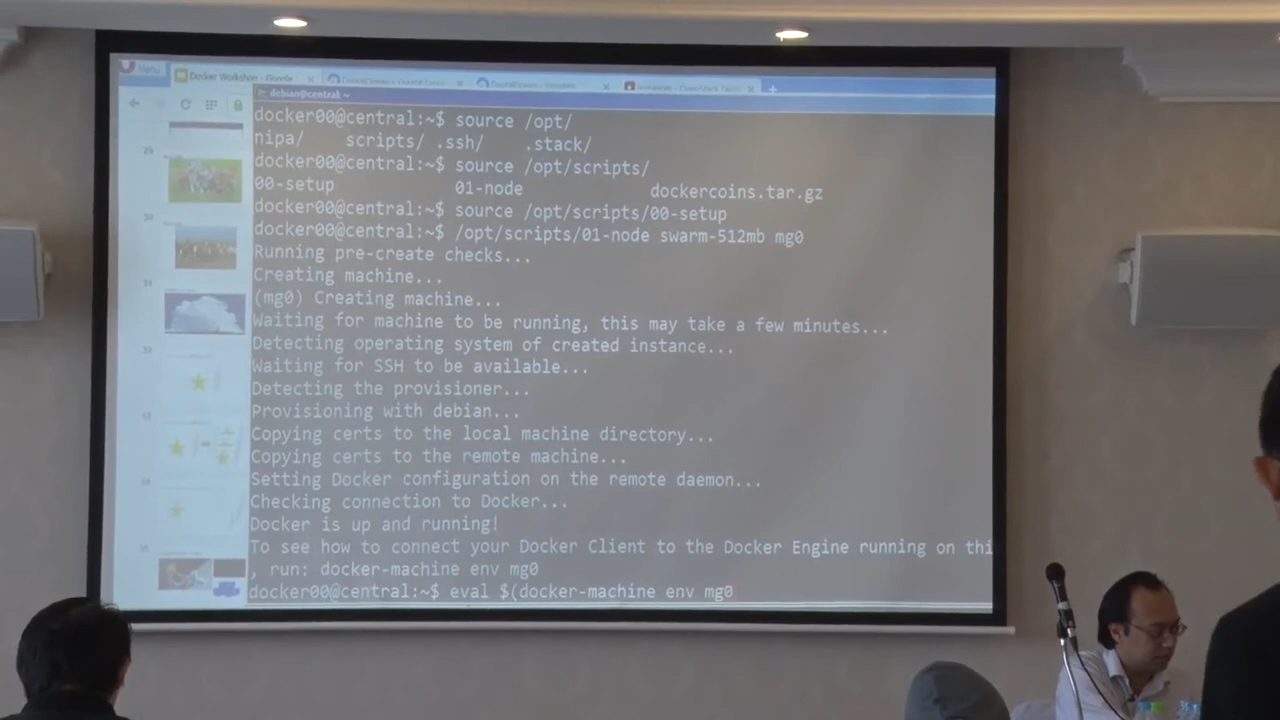 Menu
Docker Workshop - Google
debian@central: ~
docker00@central:~$ source /opt/
nipa/ scripts/ .ssh/ .stack/
docker00@central:~$ source /opt/scripts/
00-setup 01-node dockercoins.tar.gz
docker00@central:~$ source /opt/scripts/00-setup
docker00@central:~$ /opt/scripts/01-node swarm-512mb mg0
Running pre-create checks...
Creating machine...
(mg0) Creating machine...
Waiting for machine to be running, this may take a few minutes...
Detecting operating system of created instance...
Waiting for SSH to be available...
Detecting the provisioner...
Provisioning with debian...
Copying certs to the local machine directory...
Copying certs to the remote machine...
Setting Docker configuration on the remote daemon...
Checking connection to Docker...
Docker is up and running!
To see how to connect your Docker Client to the Docker Engine running on thi
, run: docker-machine env mg0
docker00@central:~$ eval $(docker-machine env mg0